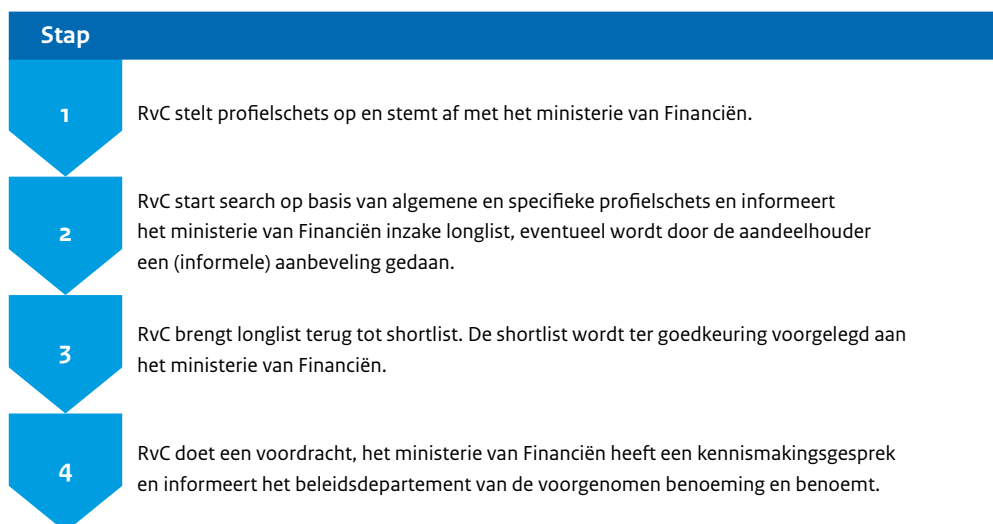 Stap
1
RvC stelt profielschets op en stemt af met het ministerie van Financiën.
2
RvC start search op basis van algemene en specifieke profielschets en informeert
het ministerie van Financiën inzake longlist, eventueel wordt door de aandeelhouder
een (informele) aanbeveling gedaan.
3
RvC brengt longlist terug tot shortlist. De shortlist wordt ter goedkeuring voorgelegd aan
het ministerie van Financiën.
4
RvC doet een voordracht, het ministerie van Financiën heeft een kennismakingsgesprek
en informeert het beleidsdepartement van de voorgenomen benoeming en benoemt.